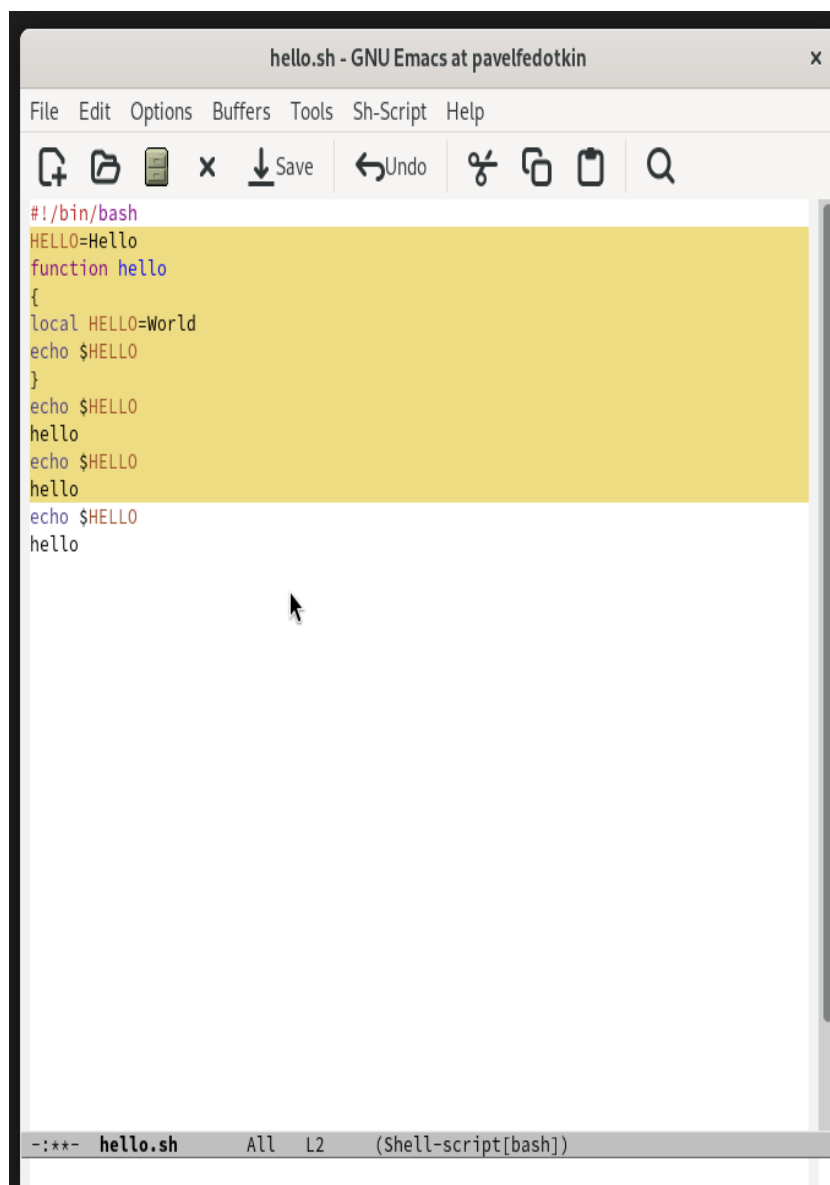 hello.sh - GNU Emacs at pavelfedotkin
File Edit Options Buffers Tools Sh-Script Help
Save Undo
#!/bin/bash
HELLO=Hello
function hello
{
local HELLO=World
echo $HELLO
}
echo $HELLO
hello
echo $HELLO
hello
echo $HELLO
hello
-:**- hello.sh All L2 (Shell-script[bash])